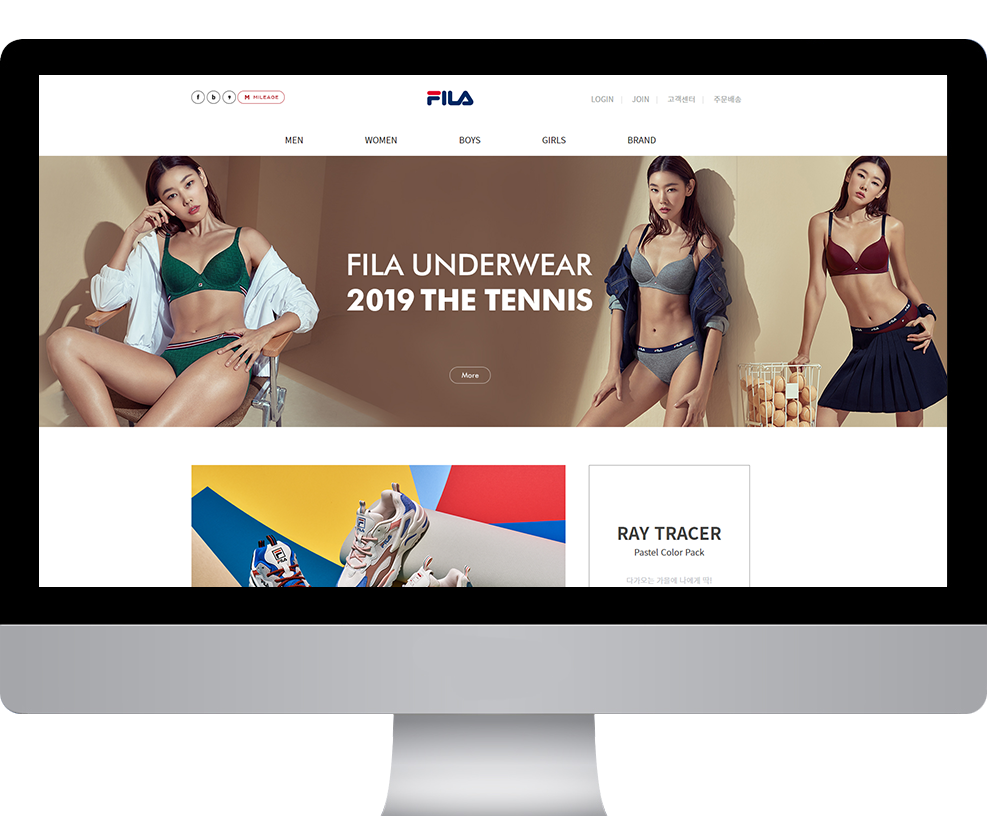 f b
MILEAGE
FILA
LOGIN | JOIN | 고객센터 | 주문배송
MEN WOMEN BOYS GIRLS BRAND
FILA UNDERWEAR
2019 THE TENNIS
More
RAY TRACER
Pastel Color Pack
다가오는 가을에 나에게 딱!